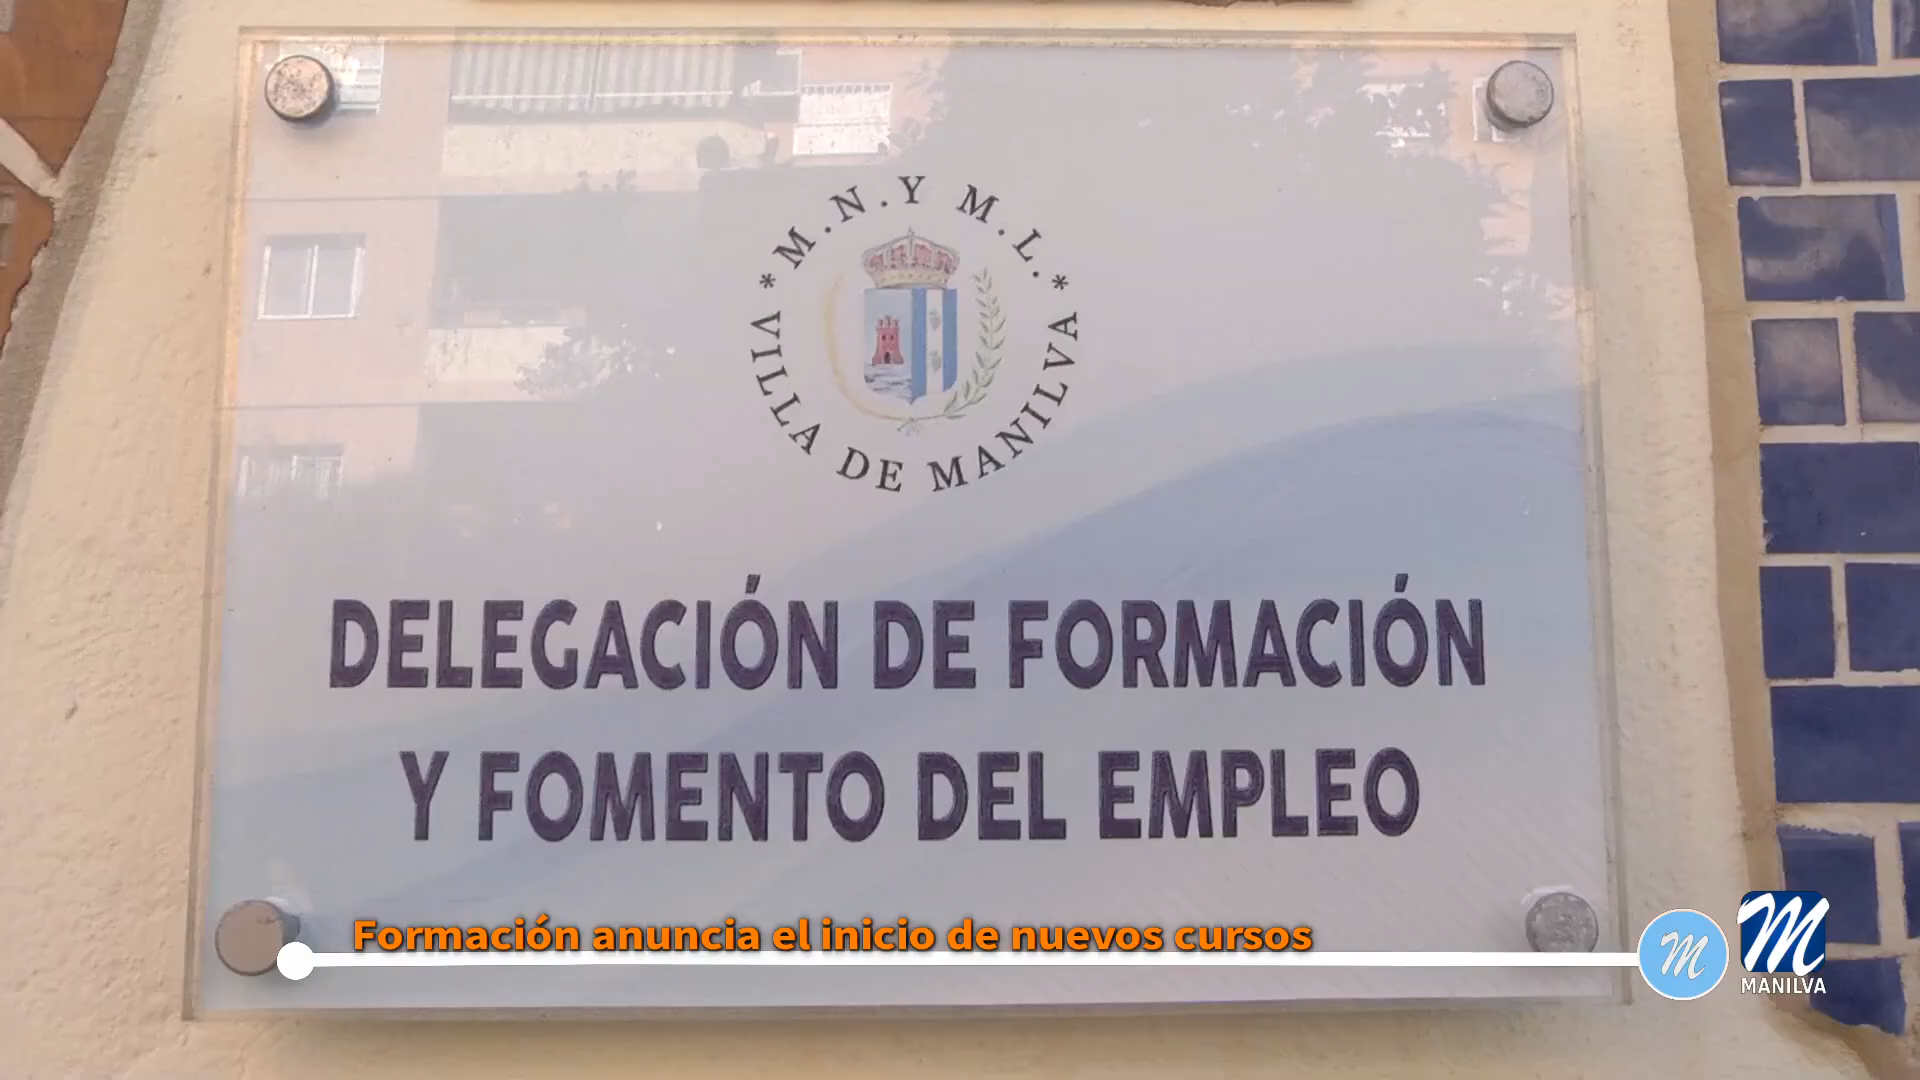 * M.N.Y M.L. *
VILLA DE MANILVA
DELEGACIÓN DE FORMACIÓN
Y FOMENTO DEL EMPLEO
Formación anuncia el inicio de nuevos cursos
m
m
MANILVA